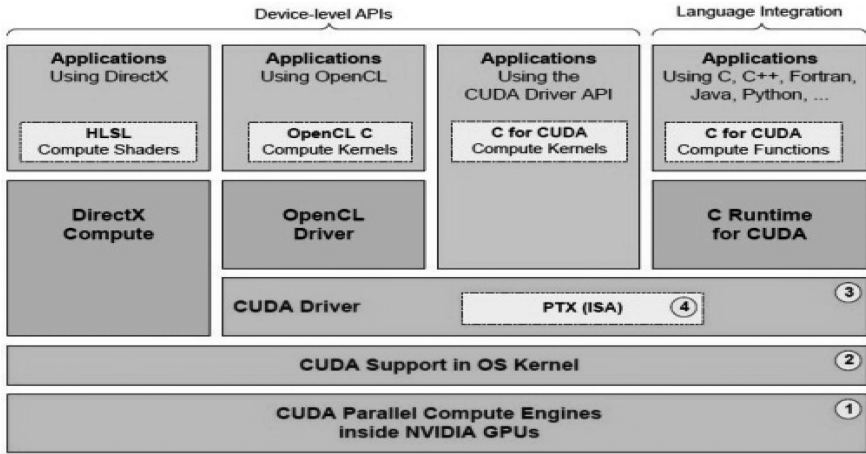 Device-level APIs
Language Integration
Applications
Using DirectX
HLSL
Compute Shaders
Applications
Using OpenCL
OpenCL C
Compute Kernels
Applications
Using the
CUDA Driver API
C for CUDA
Compute Kernels
Applications
Using C, C++, Fortran,
Java, Python, ...
C for CUDA
Compute Functions
DirectX
Compute
OpenCL
Driver
C Runtime
for CUDA
CUDA Driver
PTX (ISA)
4
3
CUDA Support in OS Kernel
2
CUDA Parallel Compute Engines
inside NVIDIA GPUs
1